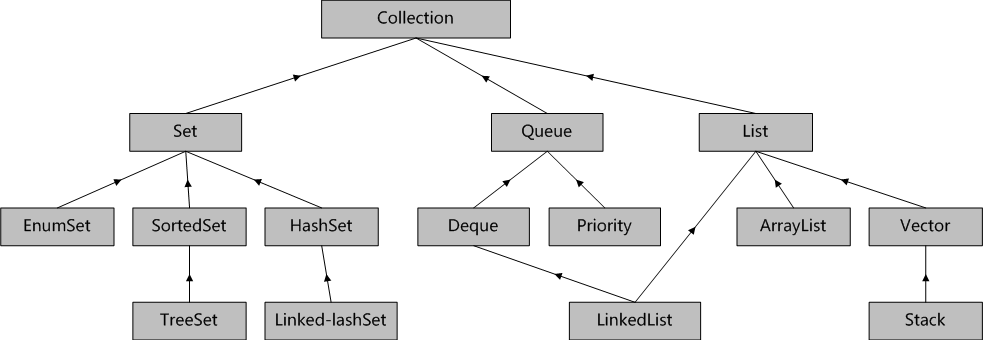 Collection
Set
Queue
List
EnumSet
SortedSet
HashSet
Deque
Priority
ArrayList
Vector
TreeSet
Linked-lashSet
LinkedList
Stack